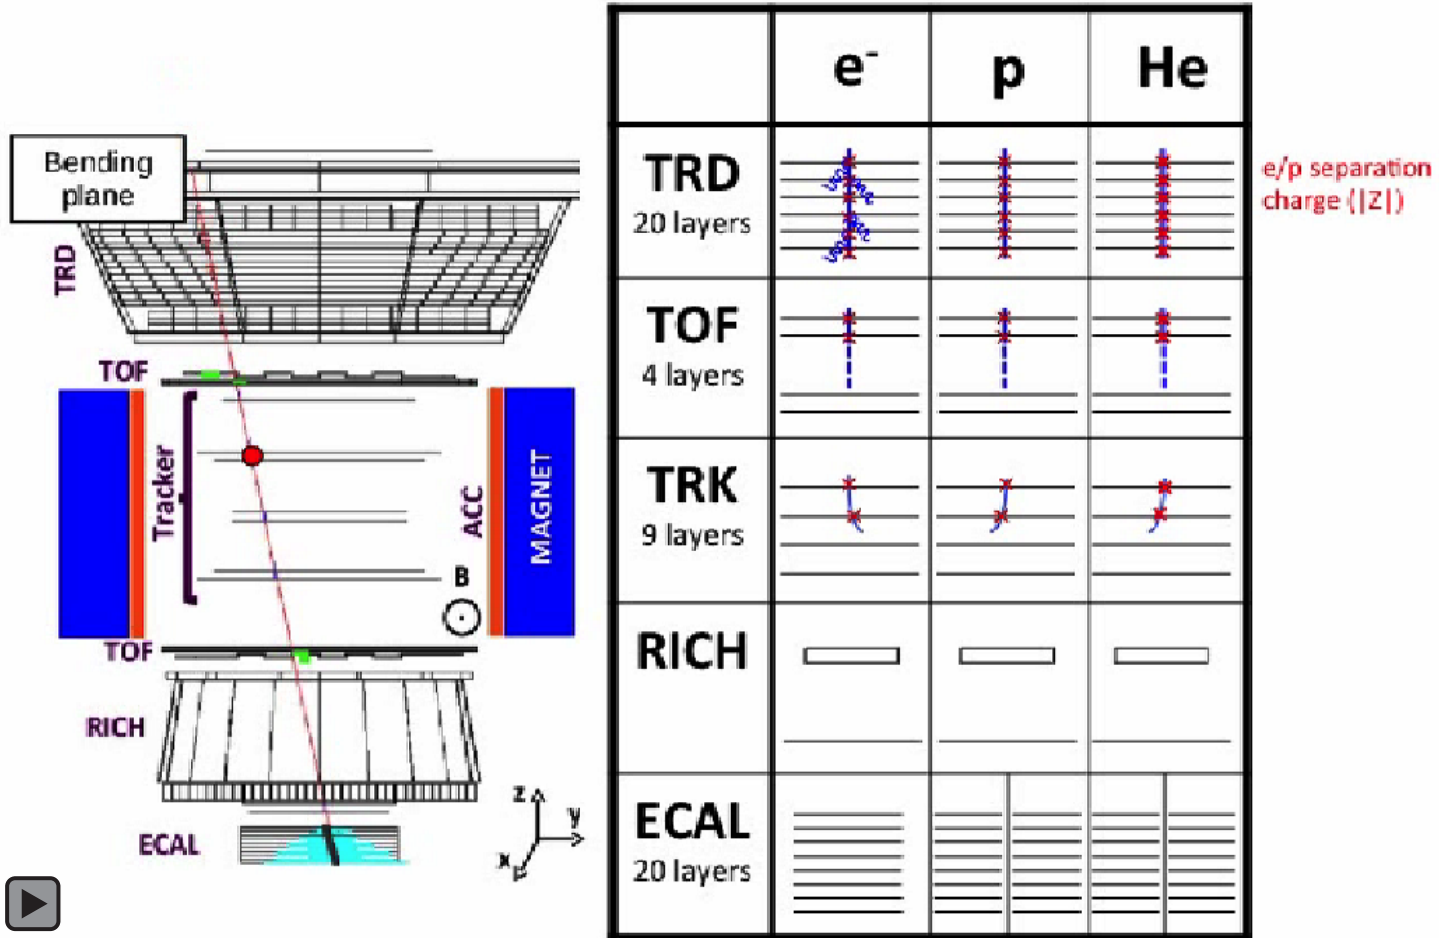 Bending
plane
TRD
TOF
Tracker
ACC
MAGNET
B
TOF
RICH
ECAL
z
y
x
e⁻
p
He
TRD
20 layers
e/p separation
charge (|Z|)
TOF
4 layers
TRK
9 layers
RICH
ECAL
20 layers